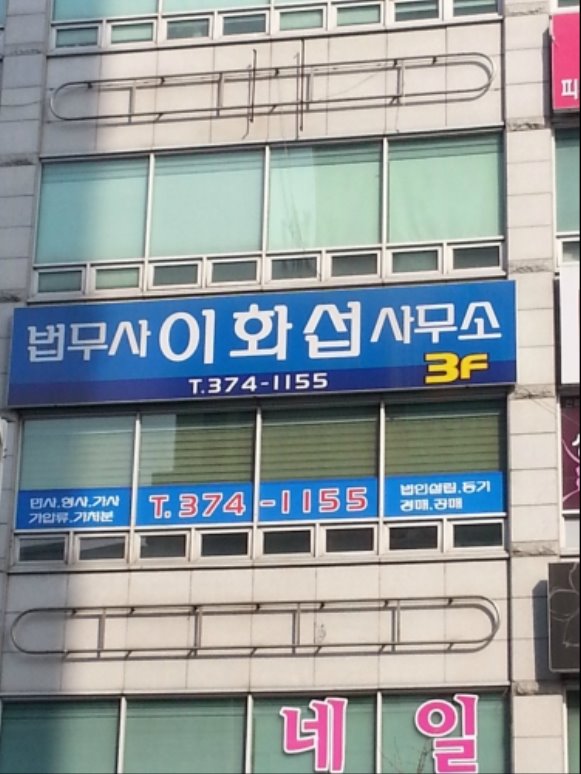 피
법무사 이화섭 사무소
T.374-1155
3F
민사.형사.가사
가압류.가처분
T.374-1155
법인설립.등기
경매.공매
네일